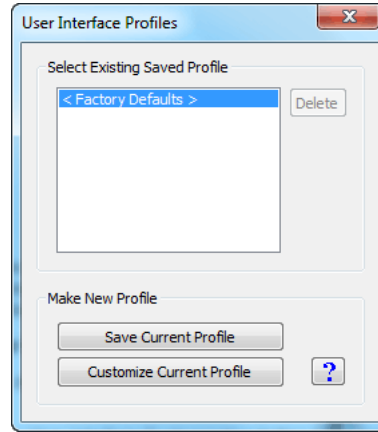 User Interface Profiles
Select Existing Saved Profile
< Factory Defaults >
Delete
Make New Profile
Save Current Profile
Customize Current Profile
?